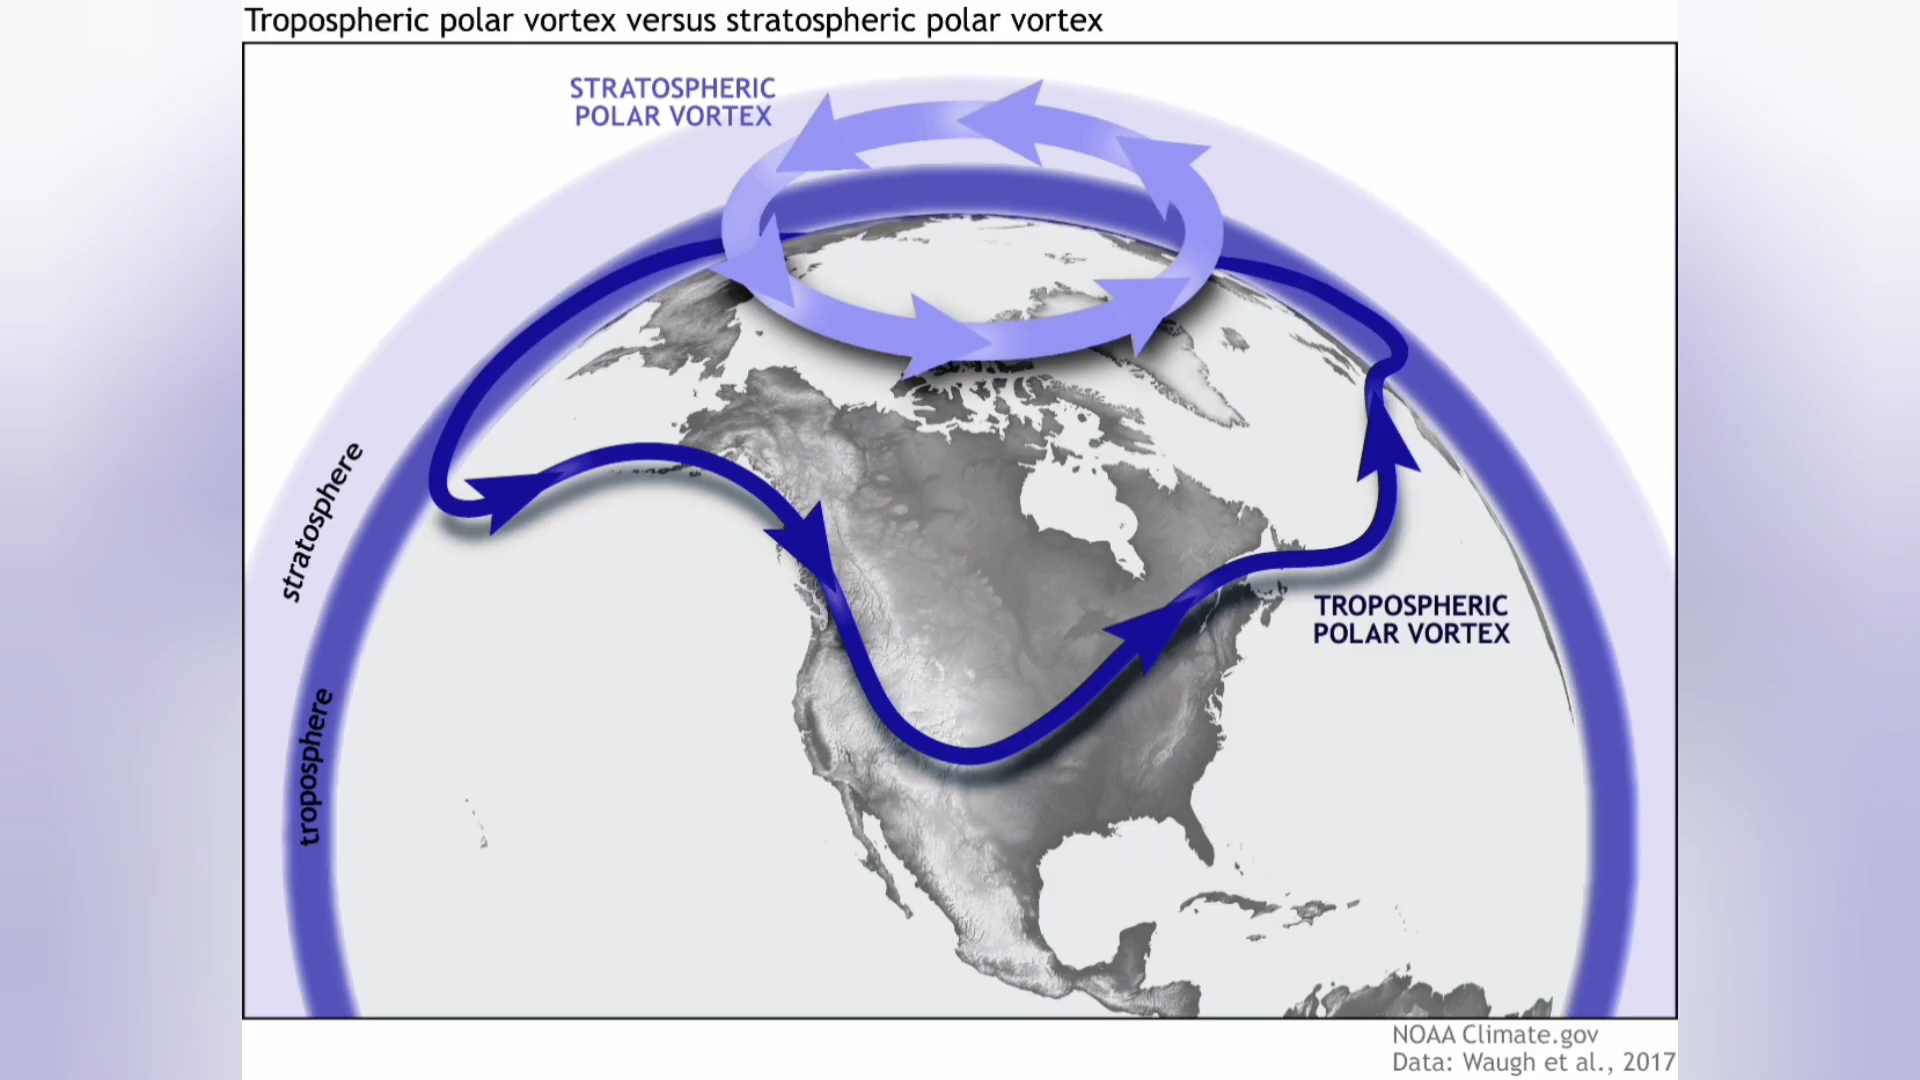 Tropospheric polar vortex versus stratospheric polar vortex
STRATOSPHERIC
POLAR VORTEX
stratosphere
TROPOSPHERIC
POLAR VORTEX
troposphere
NOAA Climate.gov
Data: Waugh et al., 2017